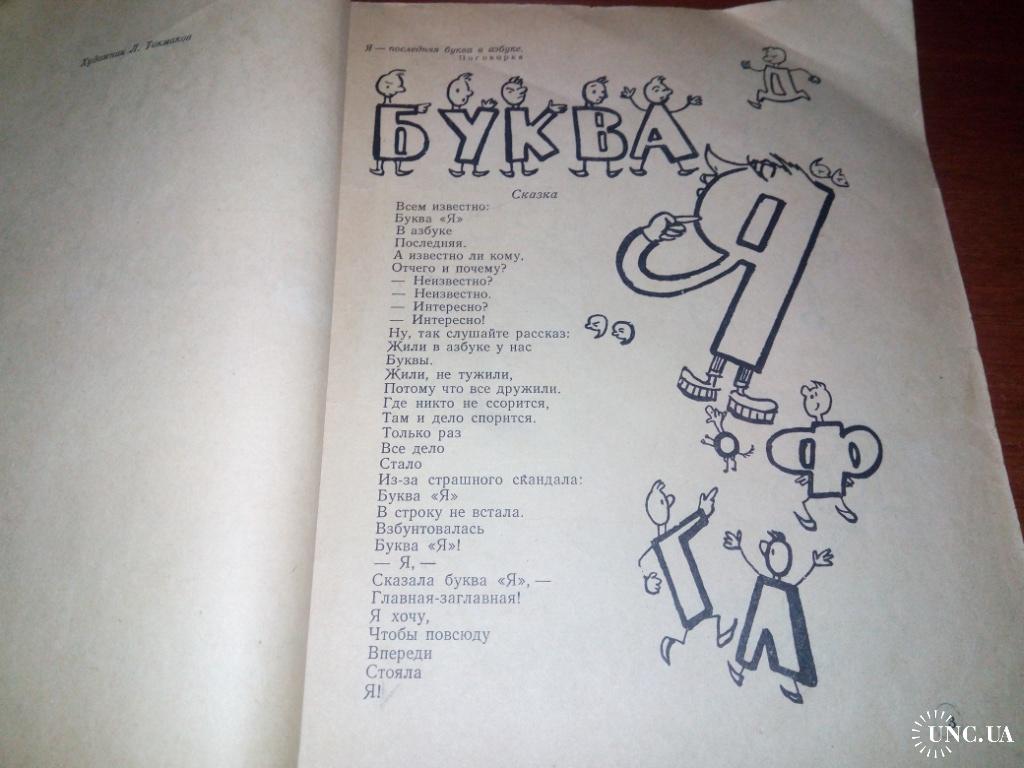 Художник Л. Токмаков
Я — последняя буква в азбуке.
Поговорка
БУКВА
Я
Сказка
Всем известно:
Буква «Я»
В азбуке
Последняя.
А известно ли кому,
Отчего и почему?
— Неизвестно?
— Неизвестно.
— Интересно?
— Интересно!
Ну, так слушайте рассказ:
Жили в азбуке у нас
Буквы.
Жили, не тужили,
Потому что все дружили.
Где никто не ссорится,
Там и дело спорится.
Только раз
Все дело
Стало
Из-за страшного скандала:
Буква «Я»
В строку не встала.
Взбунтовалась
Буква «Я»!
— Я, —
Сказала буква «Я», —
Главная-заглавная!
Я хочу,
Чтобы повсюду
Впереди
Стояла
Я!
3
UNC.UA